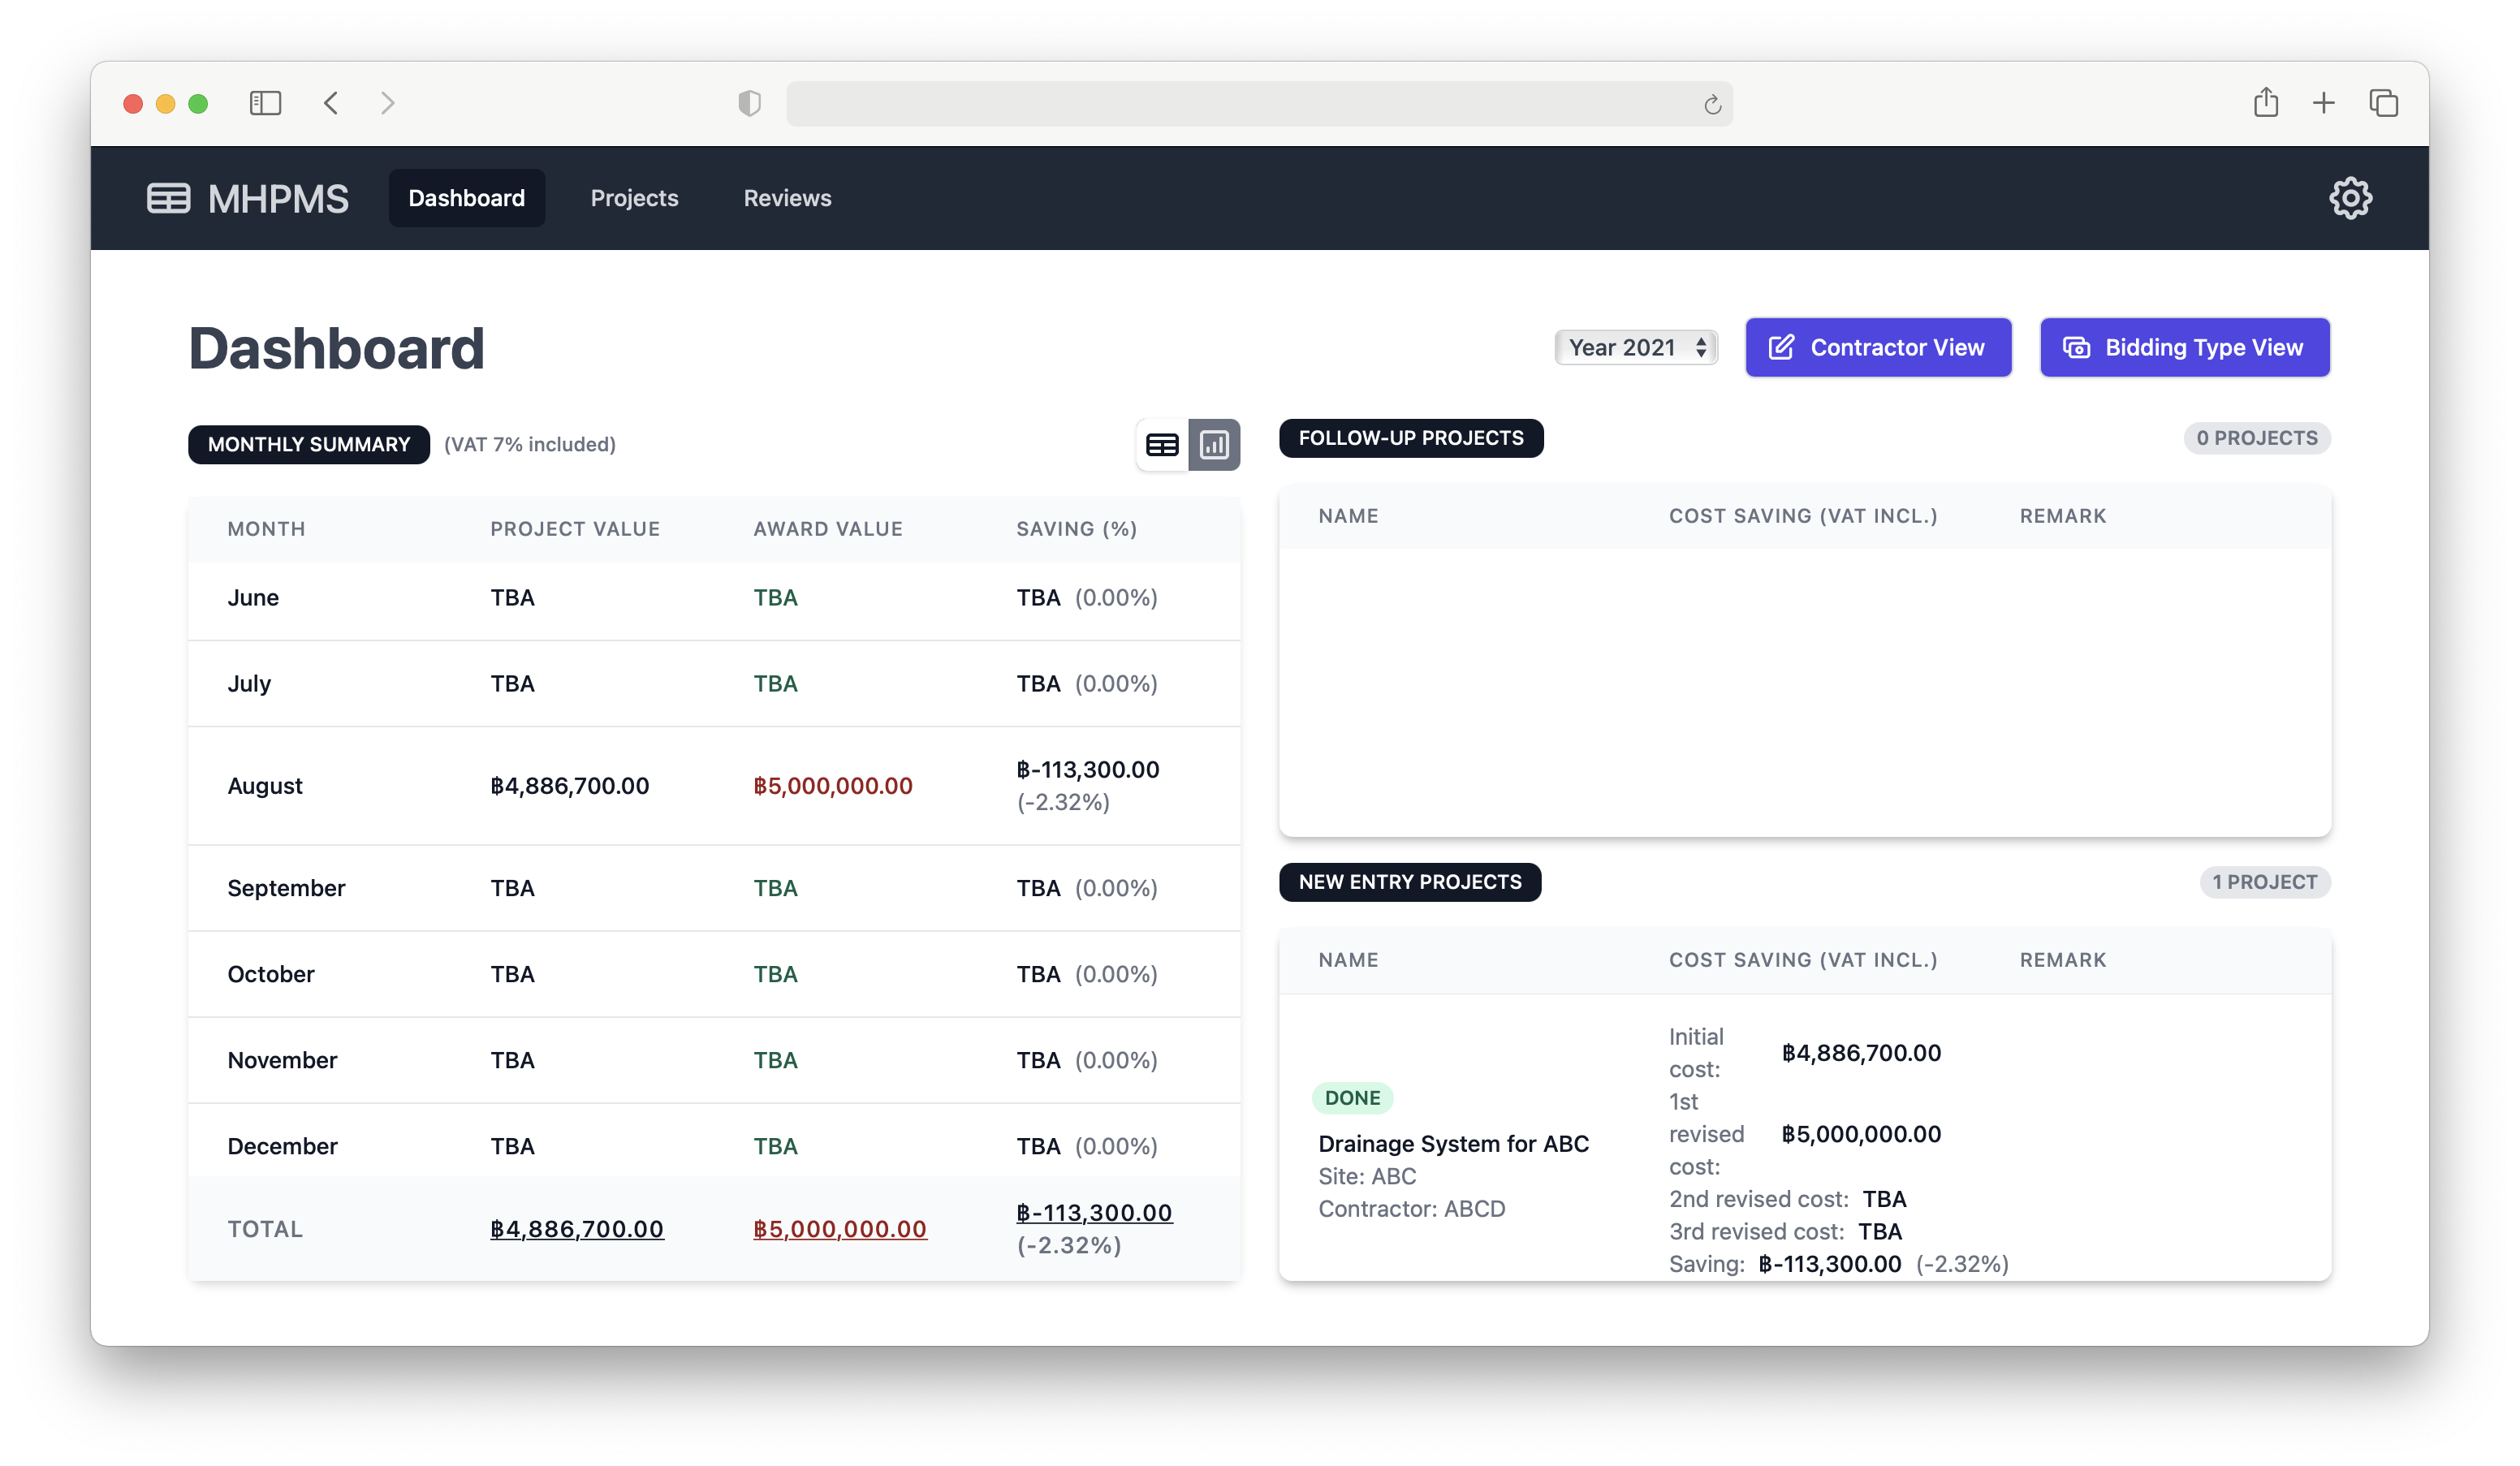 MHPMS Dashboard Projects Reviews
Dashboard
Year 2021 Contractor View Bidding Type View
MONTHLY SUMMARY (VAT 7% included)
MONTH PROJECT VALUE AWARD VALUE SAVING (%)
June TBA TBA TBA (0.00%)
July TBA TBA TBA (0.00%)
August ฿4,886,700.00 ฿5,000,000.00 ฿-113,300.00
(-2.32%)
September TBA TBA TBA (0.00%)
October TBA TBA TBA (0.00%)
November TBA TBA TBA (0.00%)
December TBA TBA TBA (0.00%)
TOTAL ฿4,886,700.00 ฿5,000,000.00 ฿-113,300.00
(-2.32%)
FOLLOW-UP PROJECTS 0 PROJECTS
NAME COST SAVING (VAT INCL.) REMARK
NEW ENTRY PROJECTS 1 PROJECT
NAME COST SAVING (VAT INCL.) REMARK
DONE
Drainage System for ABC
Site: ABC
Contractor: ABCD
Initial
cost: ฿4,886,700.00
1st
revised ฿5,000,000.00
cost:
2nd revised cost: TBA
3rd revised cost: TBA
Saving: ฿-113,300.00 (-2.32%)